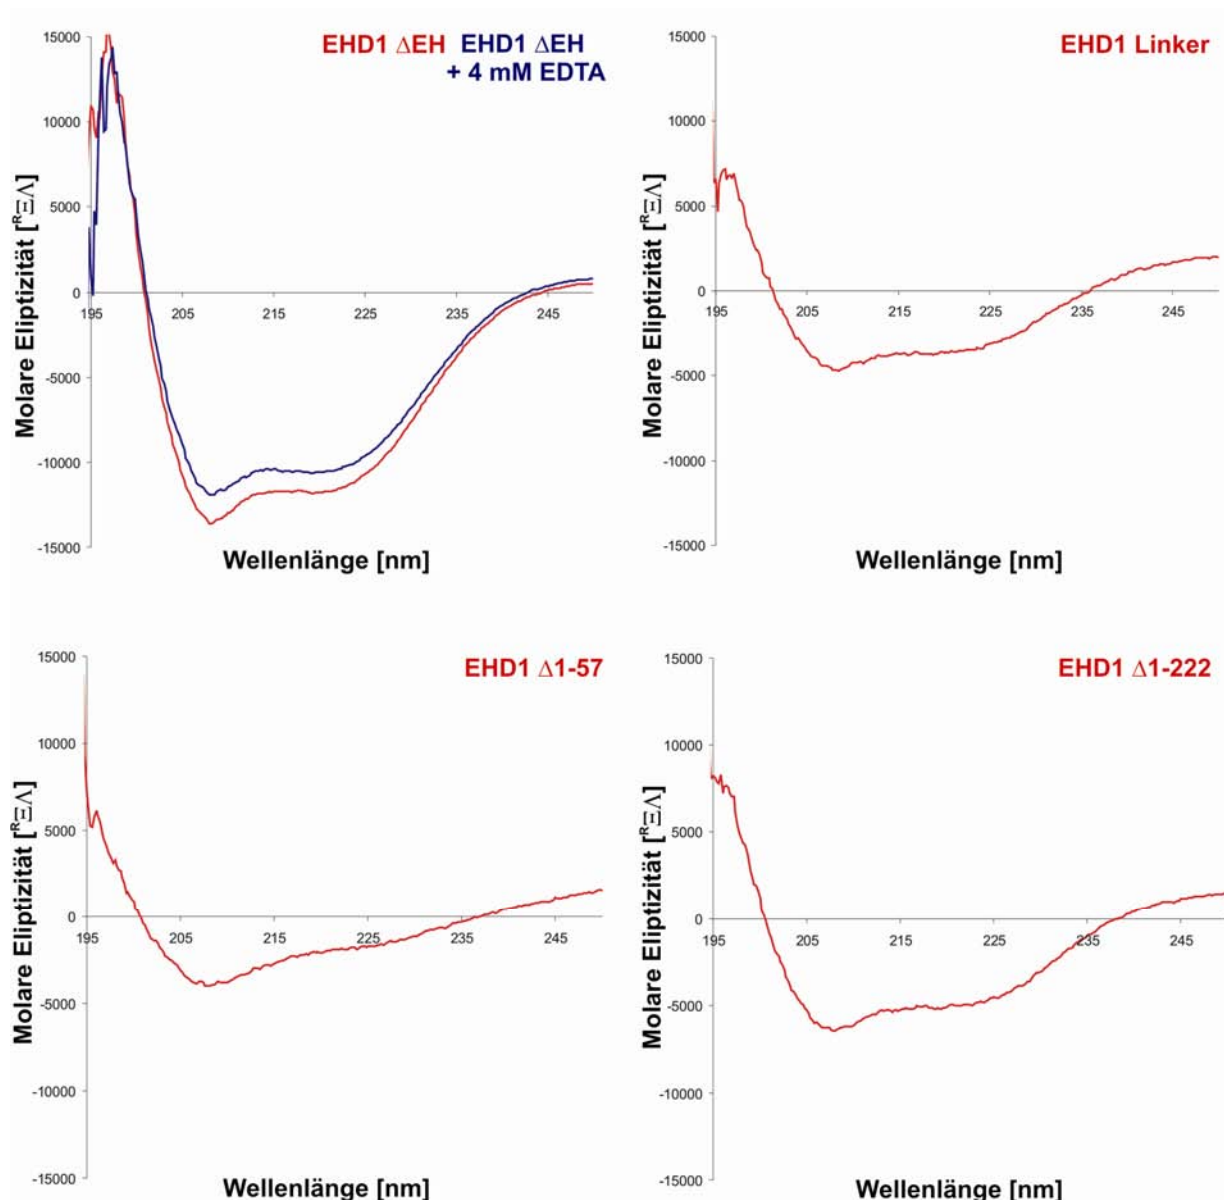 EHD1 ΔEH EHD1 ΔEH
+ 4 mM EDTA
15000
10000
5000
0
-5000
-10000
-15000
195 205 215 225 235 245
Molare Eliptizität [ᴿΞΛ]
Wellenlänge [nm]
EHD1 Linker
15000
10000
5000
0
-5000
-10000
-15000
195 205 215 225 235 245
Molare Eliptizität [ᴿΞΛ]
Wellenlänge [nm]
EHD1 Δ1-57
15000
10000
5000
0
-5000
-10000
-15000
195 205 215 225 235 245
Molare Eliptizität [ᴿΞΛ]
Wellenlänge [nm]
EHD1 Δ1-222
15000
10000
5000
0
-5000
-10000
-15000
195 205 215 225 235 245
Molare Eliptizität [ᴿΞΛ]
Wellenlänge [nm]